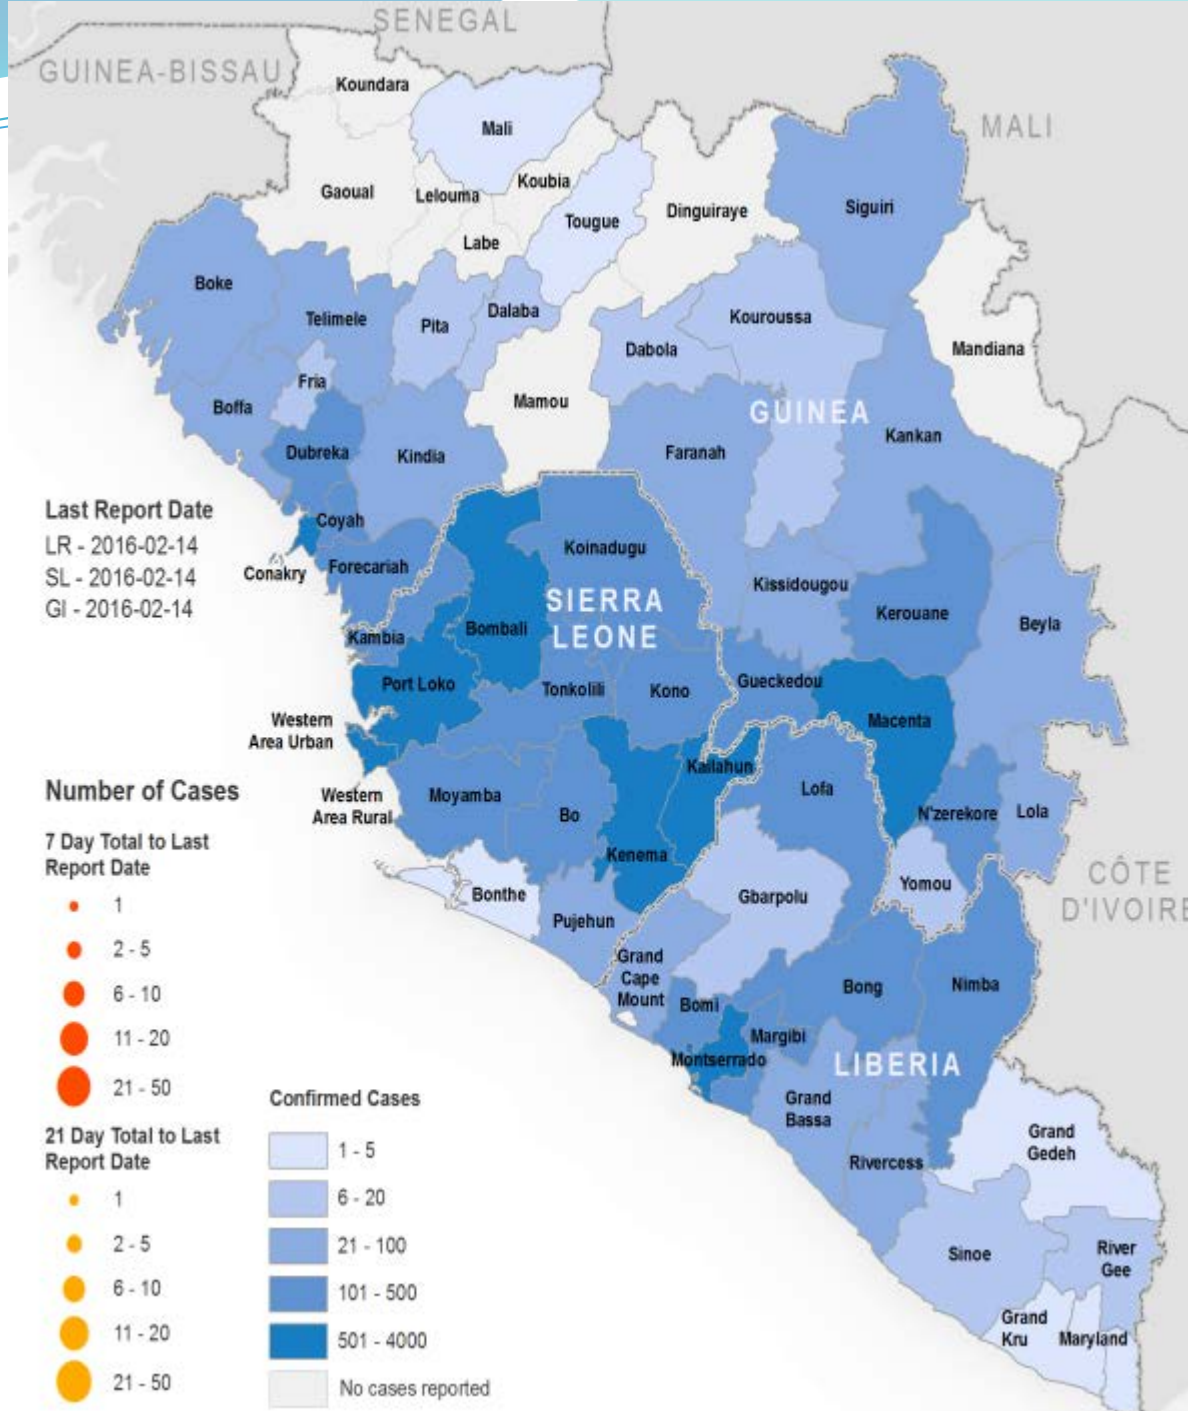 SENEGAL
GUINEA-BISSAU
Koundara
Mali
MALI
Koubia
Gaoual
Lelouma
Dinguiraye
Siguiri
Tougue
Labe
Boke
Telimele
Pita
Dalaba
Kouroussa
Dabola
Mandiana
Fria
Boffa
Mamou
GUINEA
Kankan
Dubreka
Kindia
Faranah
Last Report Date
LR - 2016-02-14
SL - 2016-02-14
GI - 2016-02-14
Coyah
Conakry
Forecariah
Koinadugu
Kissidougou
SIERRA
LEONE
Kerouane
Beyla
Kambia
Bombali
Port Loko
Tonkolili
Kono
Gueckedou
Macenta
Western
Area Urban
Kailahun
Lofa
N'zerekore
Lola
Western
Area Rural
Moyamba
Bo
Kenema
Yomou
CÔTE
D'IVOIRE
Bonthe
Pujehun
Gbarpolu
Grand
Cape
Mount
Bomi
Bong
Nimba
Margibi
Montserrado
LIBERIA
Grand
Bassa
Rivercess
Grand
Gedeh
Sinoe
River
Gee
Grand
Kru
Maryland
Number of Cases
7 Day Total to Last
Report Date
1
2 - 5
6 - 10
11 - 20
21 - 50
21 Day Total to Last
Report Date
1
2 - 5
6 - 10
11 - 20
21 - 50
Confirmed Cases
1 - 5
6 - 20
21 - 100
101 - 500
501 - 4000
No cases reported